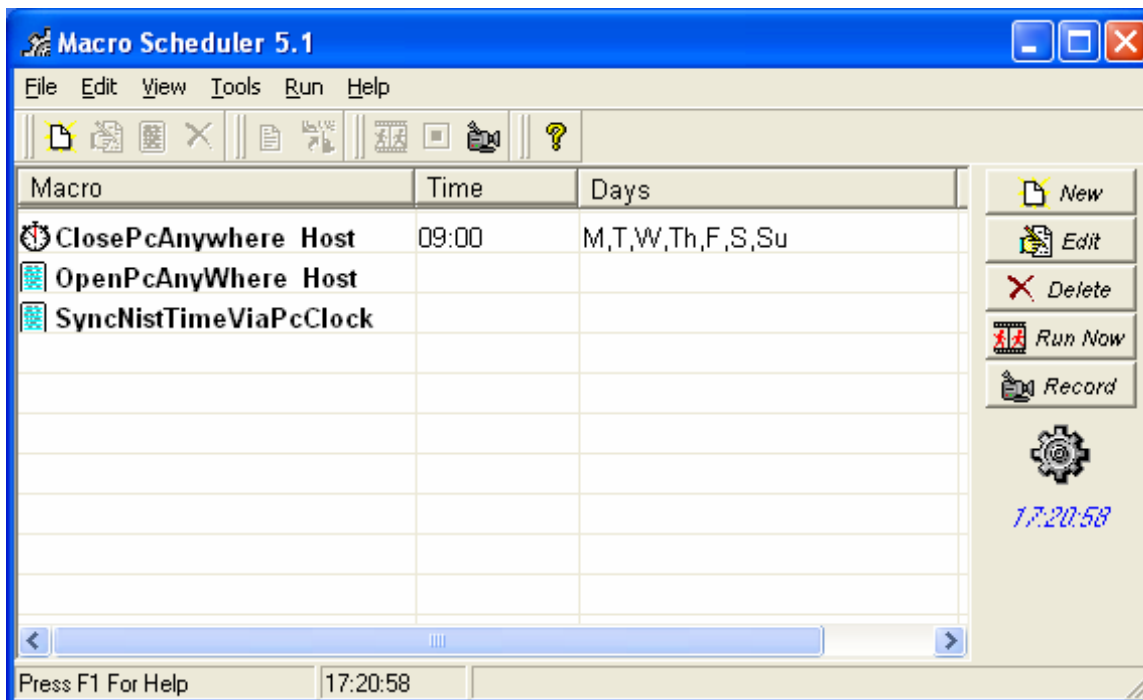 Macro Scheduler 5.1
File Edit View Tools Run Help
Macro Time Days
ClosePcAnywhere Host 09:00 M,T,W,Th,F,S,Su
OpenPcAnyWhere Host
SyncNistTimeViaPcClock
New
Edit
Delete
Run Now
Record
17:20:58
Press F1 For Help 17:20:58